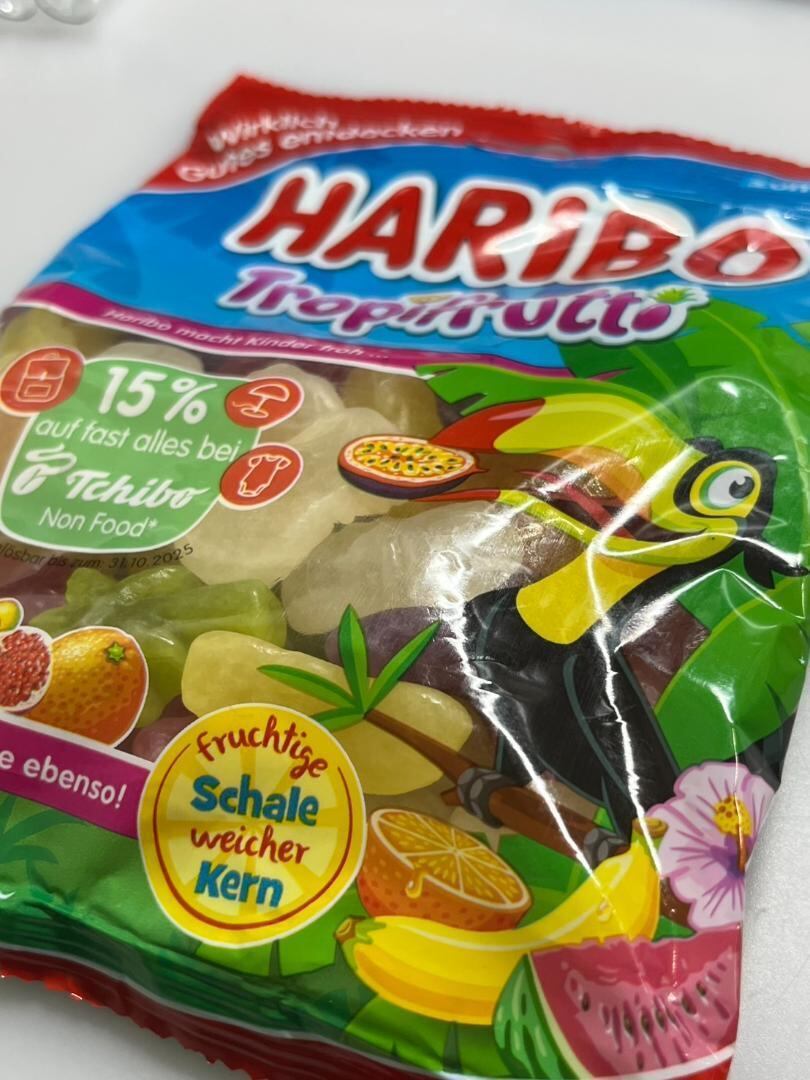 Wirklich
Gutes entdecken
HARIBO
Tropifrutti
Haribo macht Kinder froh ...
15%
auf fast alles bei
Tchibo
Non Food*
lösbar bis zum: 31.10.2025
e ebenso!
fruchtige
Schale
weicher
Kern